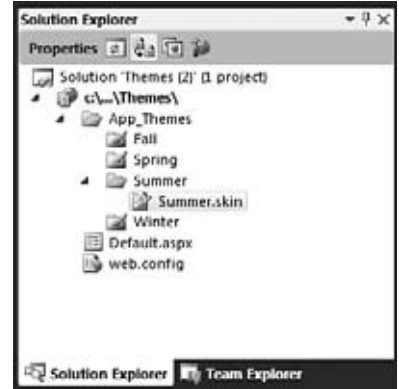 Solution Explorer
Properties
Solution 'Themes (2)' (1 project)
c:\...\Themes\
App_Themes
Fall
Spring
Summer
Summer.skin
Winter
Default.aspx
web.config
Solution Explorer Team Explorer